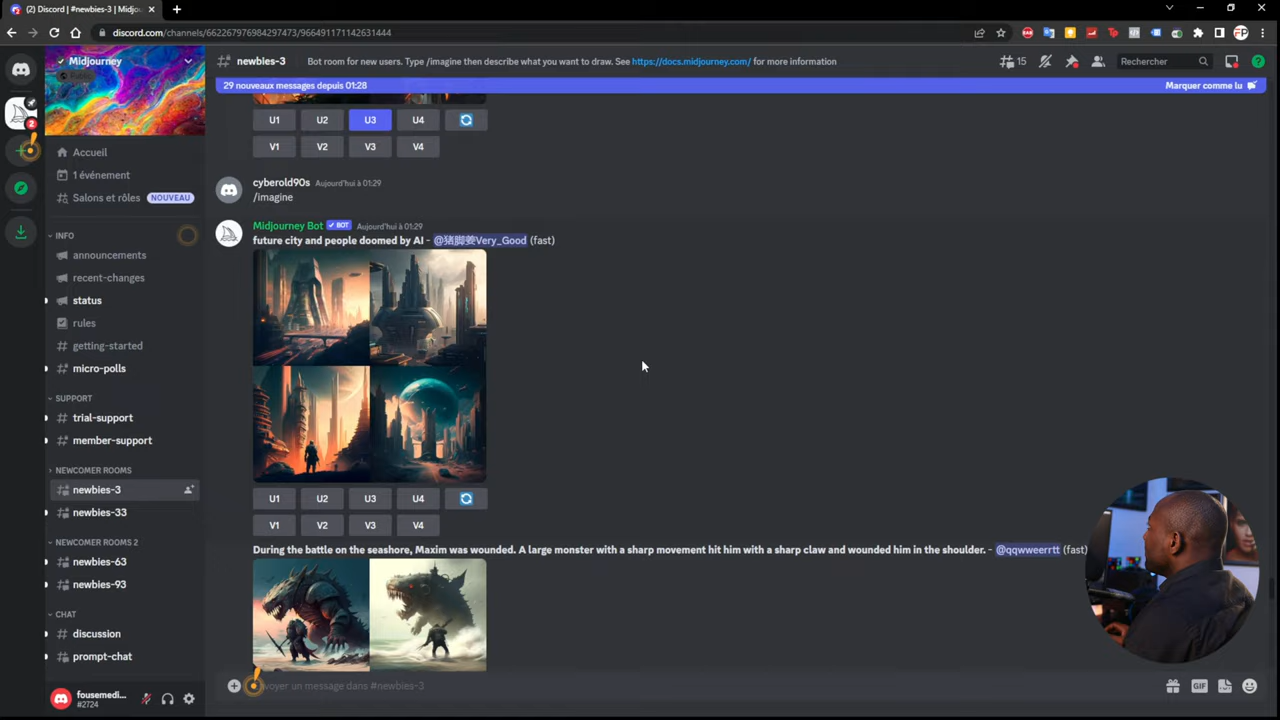 (2) Discord | #newbies-3 | Midjou
discord.com/channels/662267976984297473/966491171142631444
Midjourney
Public
newbies-3
Bot room for new users. Type /imagine then describe what you want to draw. See https://docs.midjourney.com/ for more information
15
Rechercher
29 nouveaux messages depuis 01:28
Marquer comme lu
2
Accueil
1 événement
Salons et rôles
NOUVEAU
INFO
announcements
recent-changes
status
rules
getting-started
micro-polls
SUPPORT
trial-support
member-support
NEWCOMER ROOMS
newbies-3
newbies-33
NEWCOMER ROOMS 2
newbies-63
newbies-93
CHAT
discussion
prompt-chat
fousemedi...
#2724
U1 U2 U3 U4
V1 V2 V3 V4
cyberold90s Aujourd'hui à 01:29
/imagine
Midjourney Bot BOT Aujourd'hui à 01:29
future city and people doomed by AI - @猪脚姜Very_Good (fast)
U1 U2 U3 U4
V1 V2 V3 V4
During the battle on the seashore, Maxim was wounded. A large monster with a sharp movement hit him with a sharp claw and wounded him in the shoulder. - @qqwweerrtt (fast)
nvoyer un message dans #newbies-3
GIF